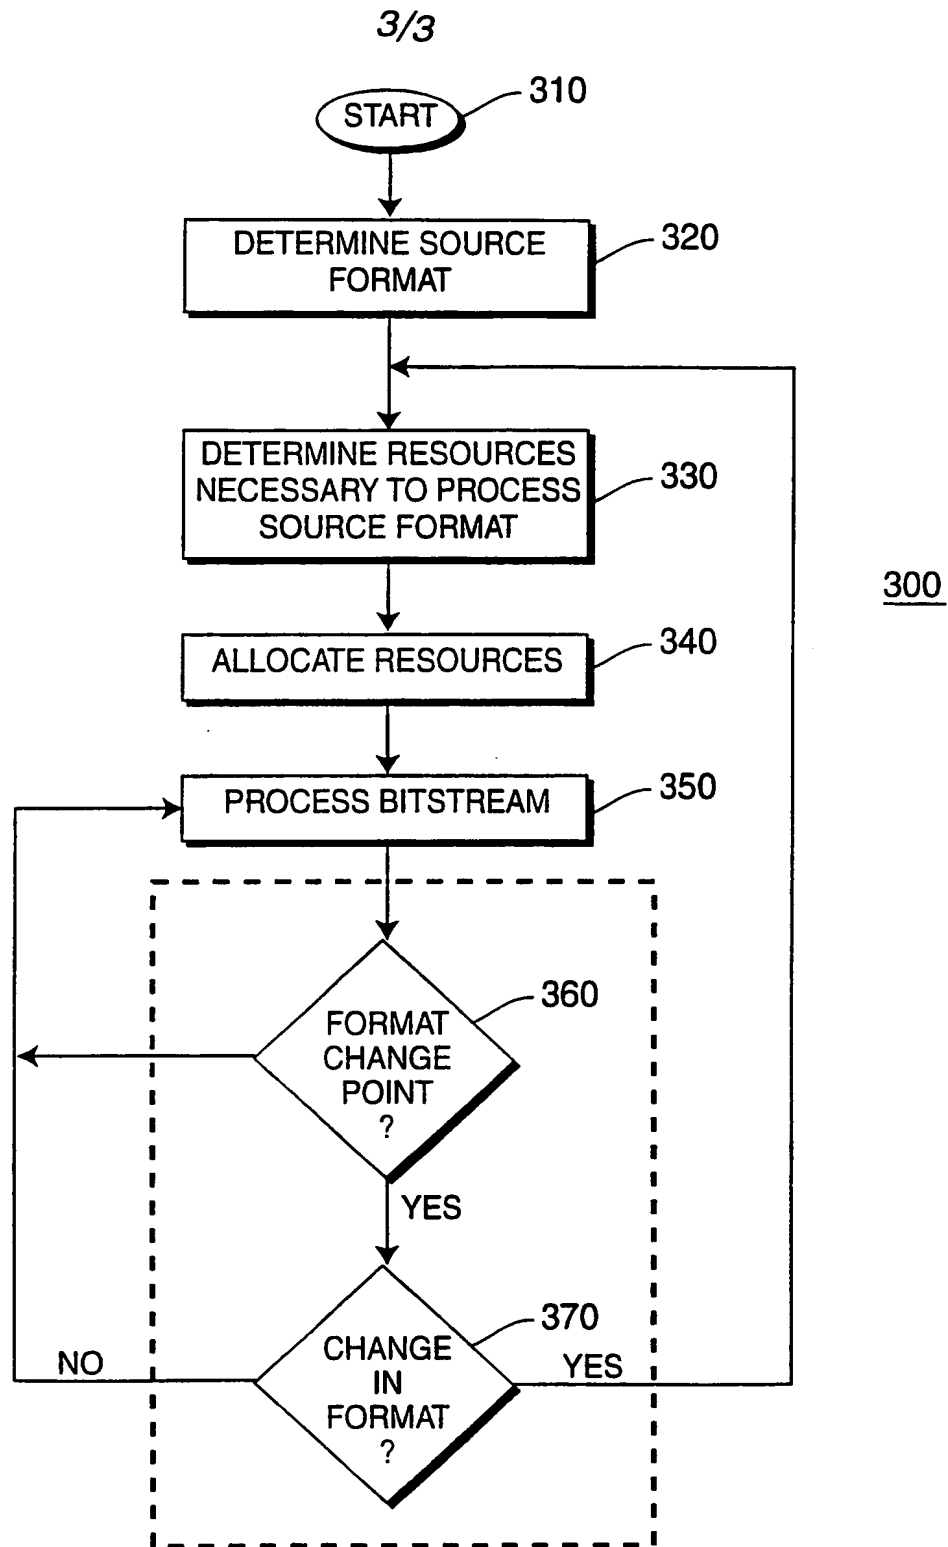 3/3
START
310
DETERMINE SOURCE
FORMAT
320
DETERMINE RESOURCES
NECESSARY TO PROCESS
SOURCE FORMAT
330
300
ALLOCATE RESOURCES
340
PROCESS BITSTREAM
350
FORMAT
CHANGE
POINT
?
360
YES
CHANGE
IN
FORMAT
?
370
NO
YES